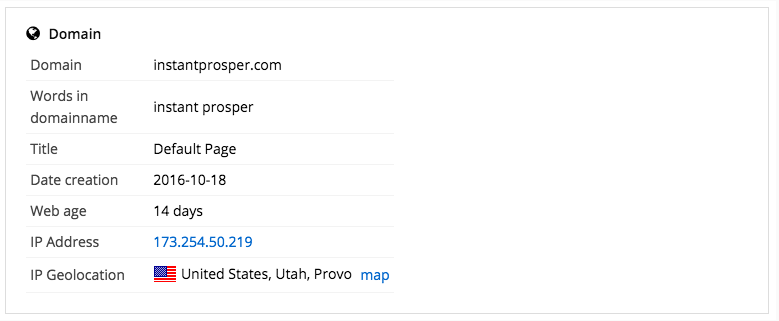 Domain
Domain instantprosper.com
Words in
domainname
instant prosper
Title Default Page
Date creation 2016-10-18
Web age 14 days
IP Address 173.254.50.219
IP Geolocation United States, Utah, Provo map